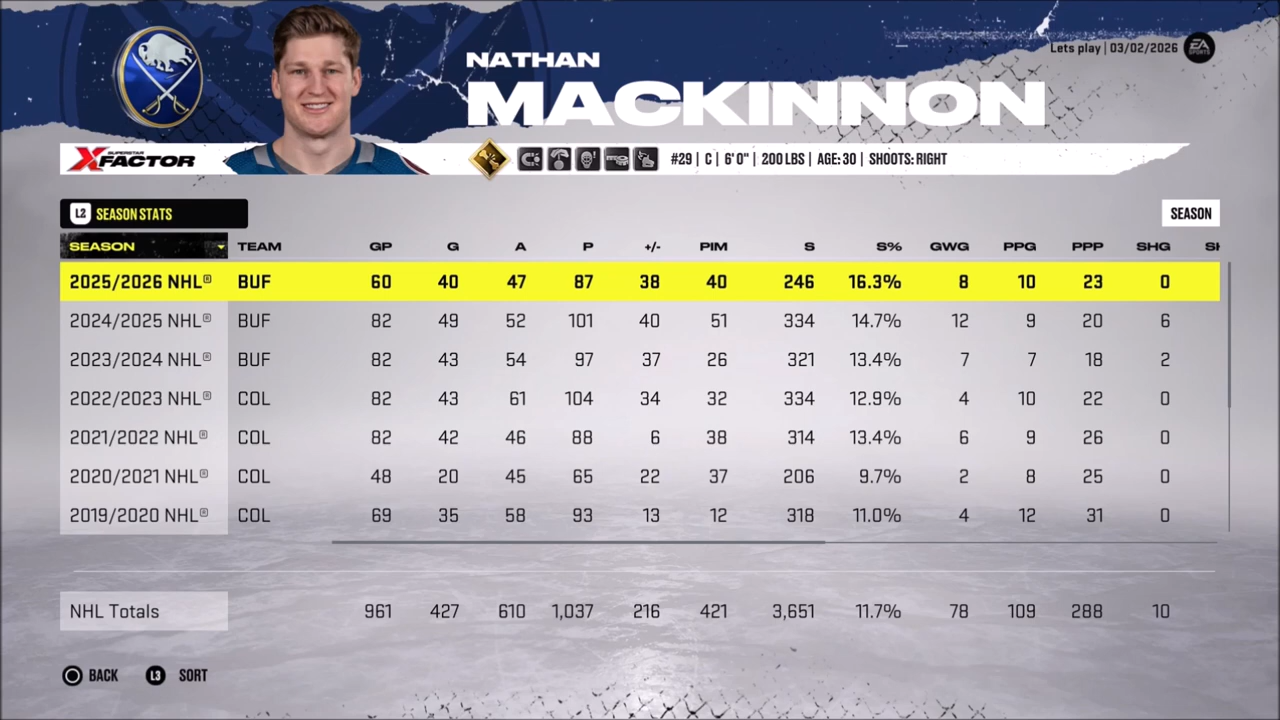 NATHAN
MACKINNON
Lets play | 03/02/2026 EA SPORTS
SUPERSTAR
X FACTOR
#29 | C | 6' 0" | 200 LBS | AGE: 30 | SHOOTS: RIGHT
L2 SEASON STATS
SEASON
SEASON TEAM GP G A P +/- PIM S S% GWG PPG PPP SHG SH
2025/2026 NHL® BUF 60 40 47 87 38 40 246 16.3% 8 10 23 0
2024/2025 NHL® BUF 82 49 52 101 40 51 334 14.7% 12 9 20 6
2023/2024 NHL® BUF 82 43 54 97 37 26 321 13.4% 7 7 18 2
2022/2023 NHL® COL 82 43 61 104 34 32 334 12.9% 4 10 22 0
2021/2022 NHL® COL 82 42 46 88 6 38 314 13.4% 6 9 26 0
2020/2021 NHL® COL 48 20 45 65 22 37 206 9.7% 2 8 25 0
2019/2020 NHL® COL 69 35 58 93 13 12 318 11.0% 4 12 31 0
NHL Totals 961 427 610 1,037 216 421 3,651 11.7% 78 109 288 10
BACK L3 SORT